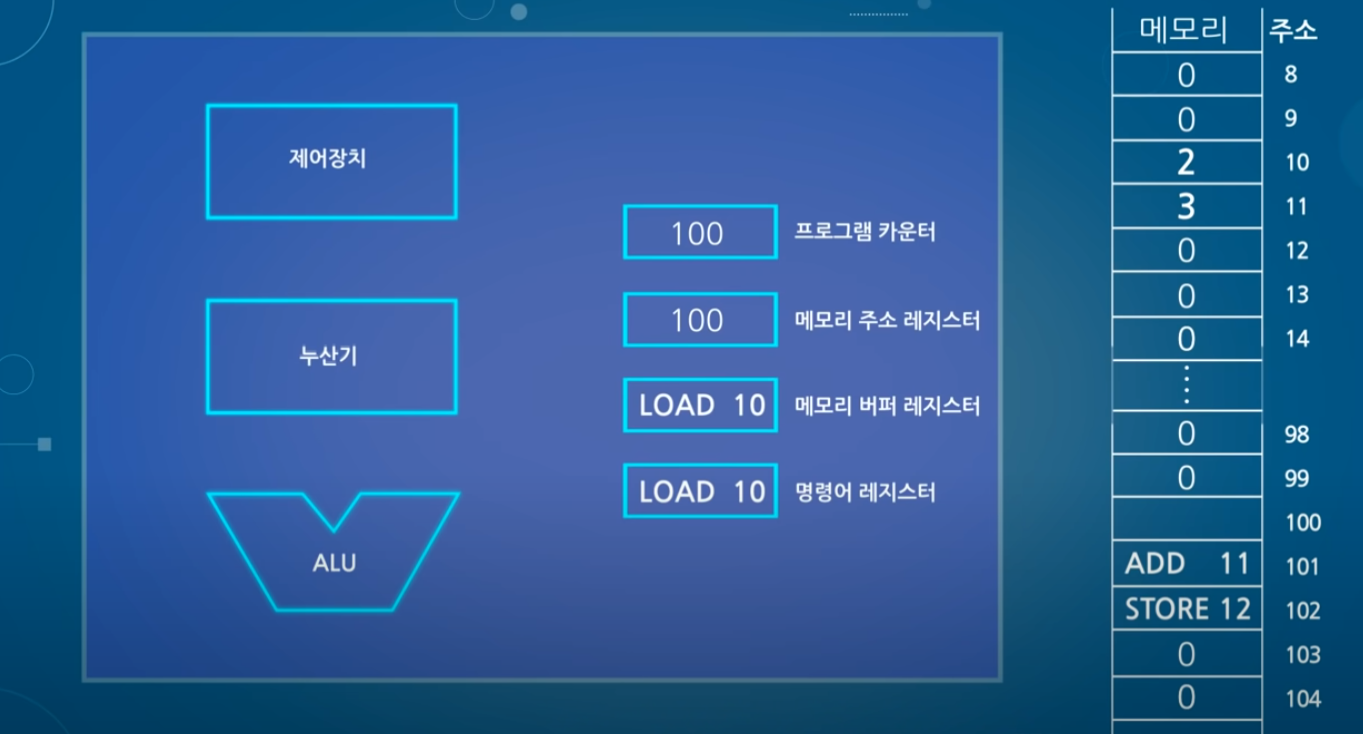 제어장치
누산기
ALU
100 프로그램 카운터
100 메모리 주소 레지스터
LOAD 10 메모리 버퍼 레지스터
LOAD 10 명령어 레지스터
메모리 주소
0 8
0 9
2 10
3 11
0 12
0 13
0 14
⋮
0 98
0 99
100
ADD 11 101
STORE 12 102
0 103
0 104